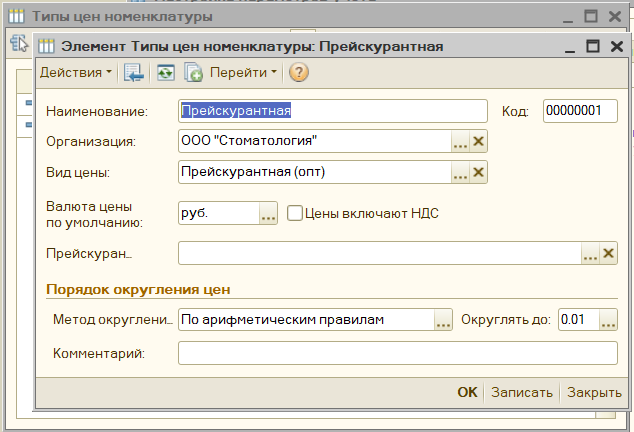 Типы цен номенклатуры
Элемент Типы цен номенклатуры: Прейскурантная
Действия Перейти ?
Наименование: Прейскурантная Код: 00000001
Организация: ООО "Стоматология" ...
Вид цены: Прейскурантная (опт) ...
Валюта цены
по умолчанию: руб. ... Цены включают НДС
Прейскуран... ...
Порядок округления цен
Метод округлени... По арифметическим правилам ... Округлять до: 0.01 ...
Комментарий:
OK Записать Закрыть